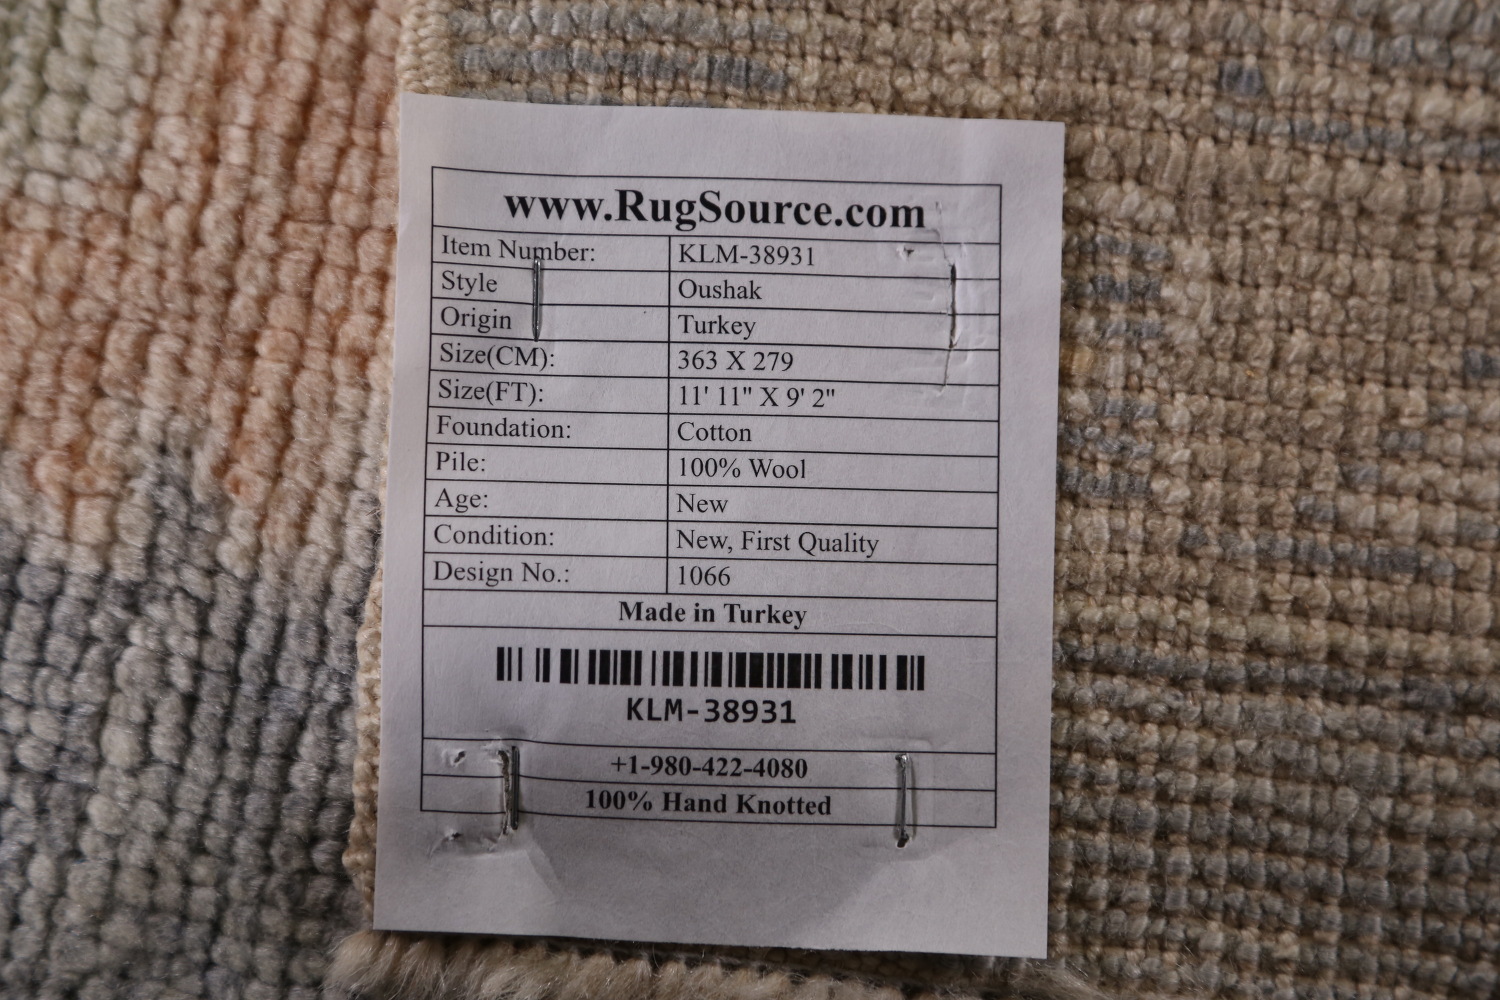 www.RugSource.com
Item Number: KLM-38931
Style Oushak
Origin Turkey
Size(CM): 363 X 279
Size(FT): 11' 11" X 9' 2"
Foundation: Cotton
Pile: 100% Wool
Age: New
Condition: New, First Quality
Design No.: 1066
Made in Turkey
KLM-38931
+1-980-422-4080
100% Hand Knotted